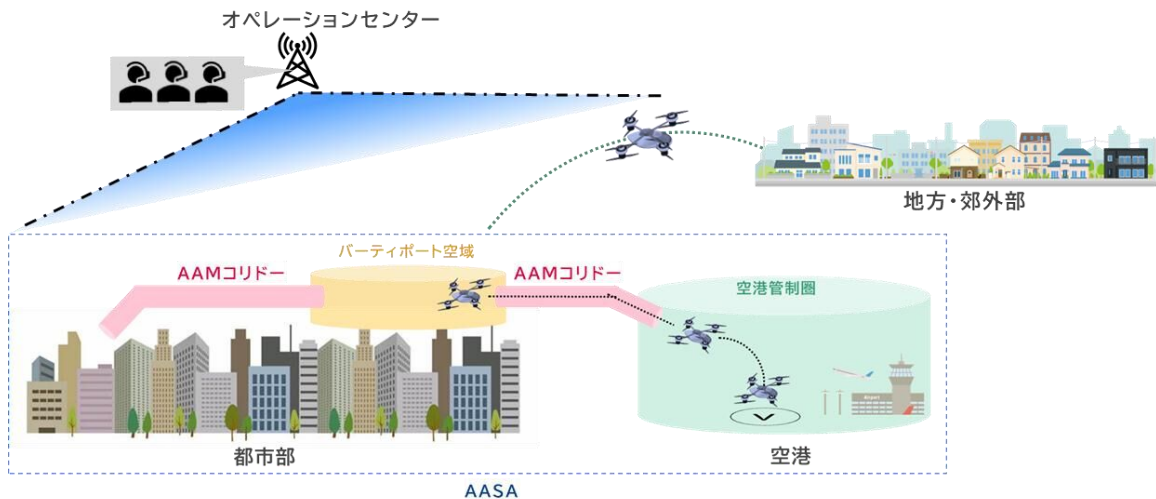 オペレーションセンター
地方・郊外部
バーティポート空域
AAMコリドー
AAMコリドー
空港管制圏
Airport
V
都市部
空港
AASA